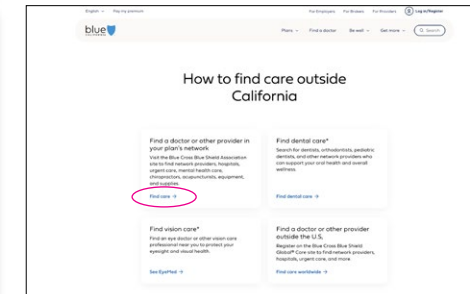 English Pay my premium For Employers For Brokers For Providers Log in/Register
blue
CALIFORNIA
Plans Find a doctor Be well Get more Search
How to find care outside
California
Find a doctor or other provider in
your plan's network
Visit the Blue Cross Blue Shield Association
site to find network providers, hospitals,
urgent care, mental health care,
chiropractors, acupuncturists, equipment,
and supplies.
Find care →
Find dental care*
Search for dentists, orthodontists, pediatric
dentists, and other network providers who
can support your oral health and overall
wellness.
Find dental care →
Find vision care*
Find an eye doctor or other vision care
professional near you to protect your
eyesight and visual health.
See EyeMed →
Find a doctor or other provider
outside the U.S.
Register on the Blue Cross Blue Shield
Global® Core site to find network providers,
hospitals, urgent care, and more.
Find care worldwide →